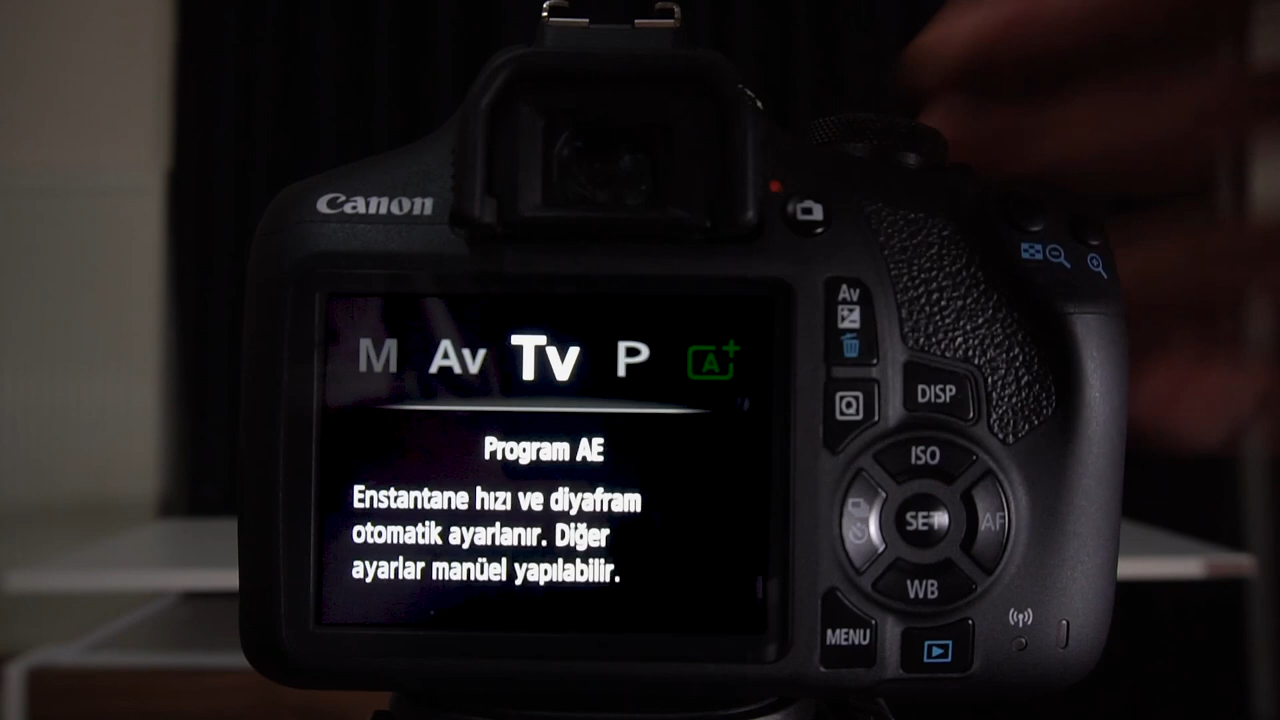 Canon
M Av Tv P A+
Program AE
Enstantane hızı ve diyafram
otomatik ayarlanır. Diğer
ayarlar manüel yapılabilir.
Av
Q
DISP
ISO
SET
AF
WB
MENU